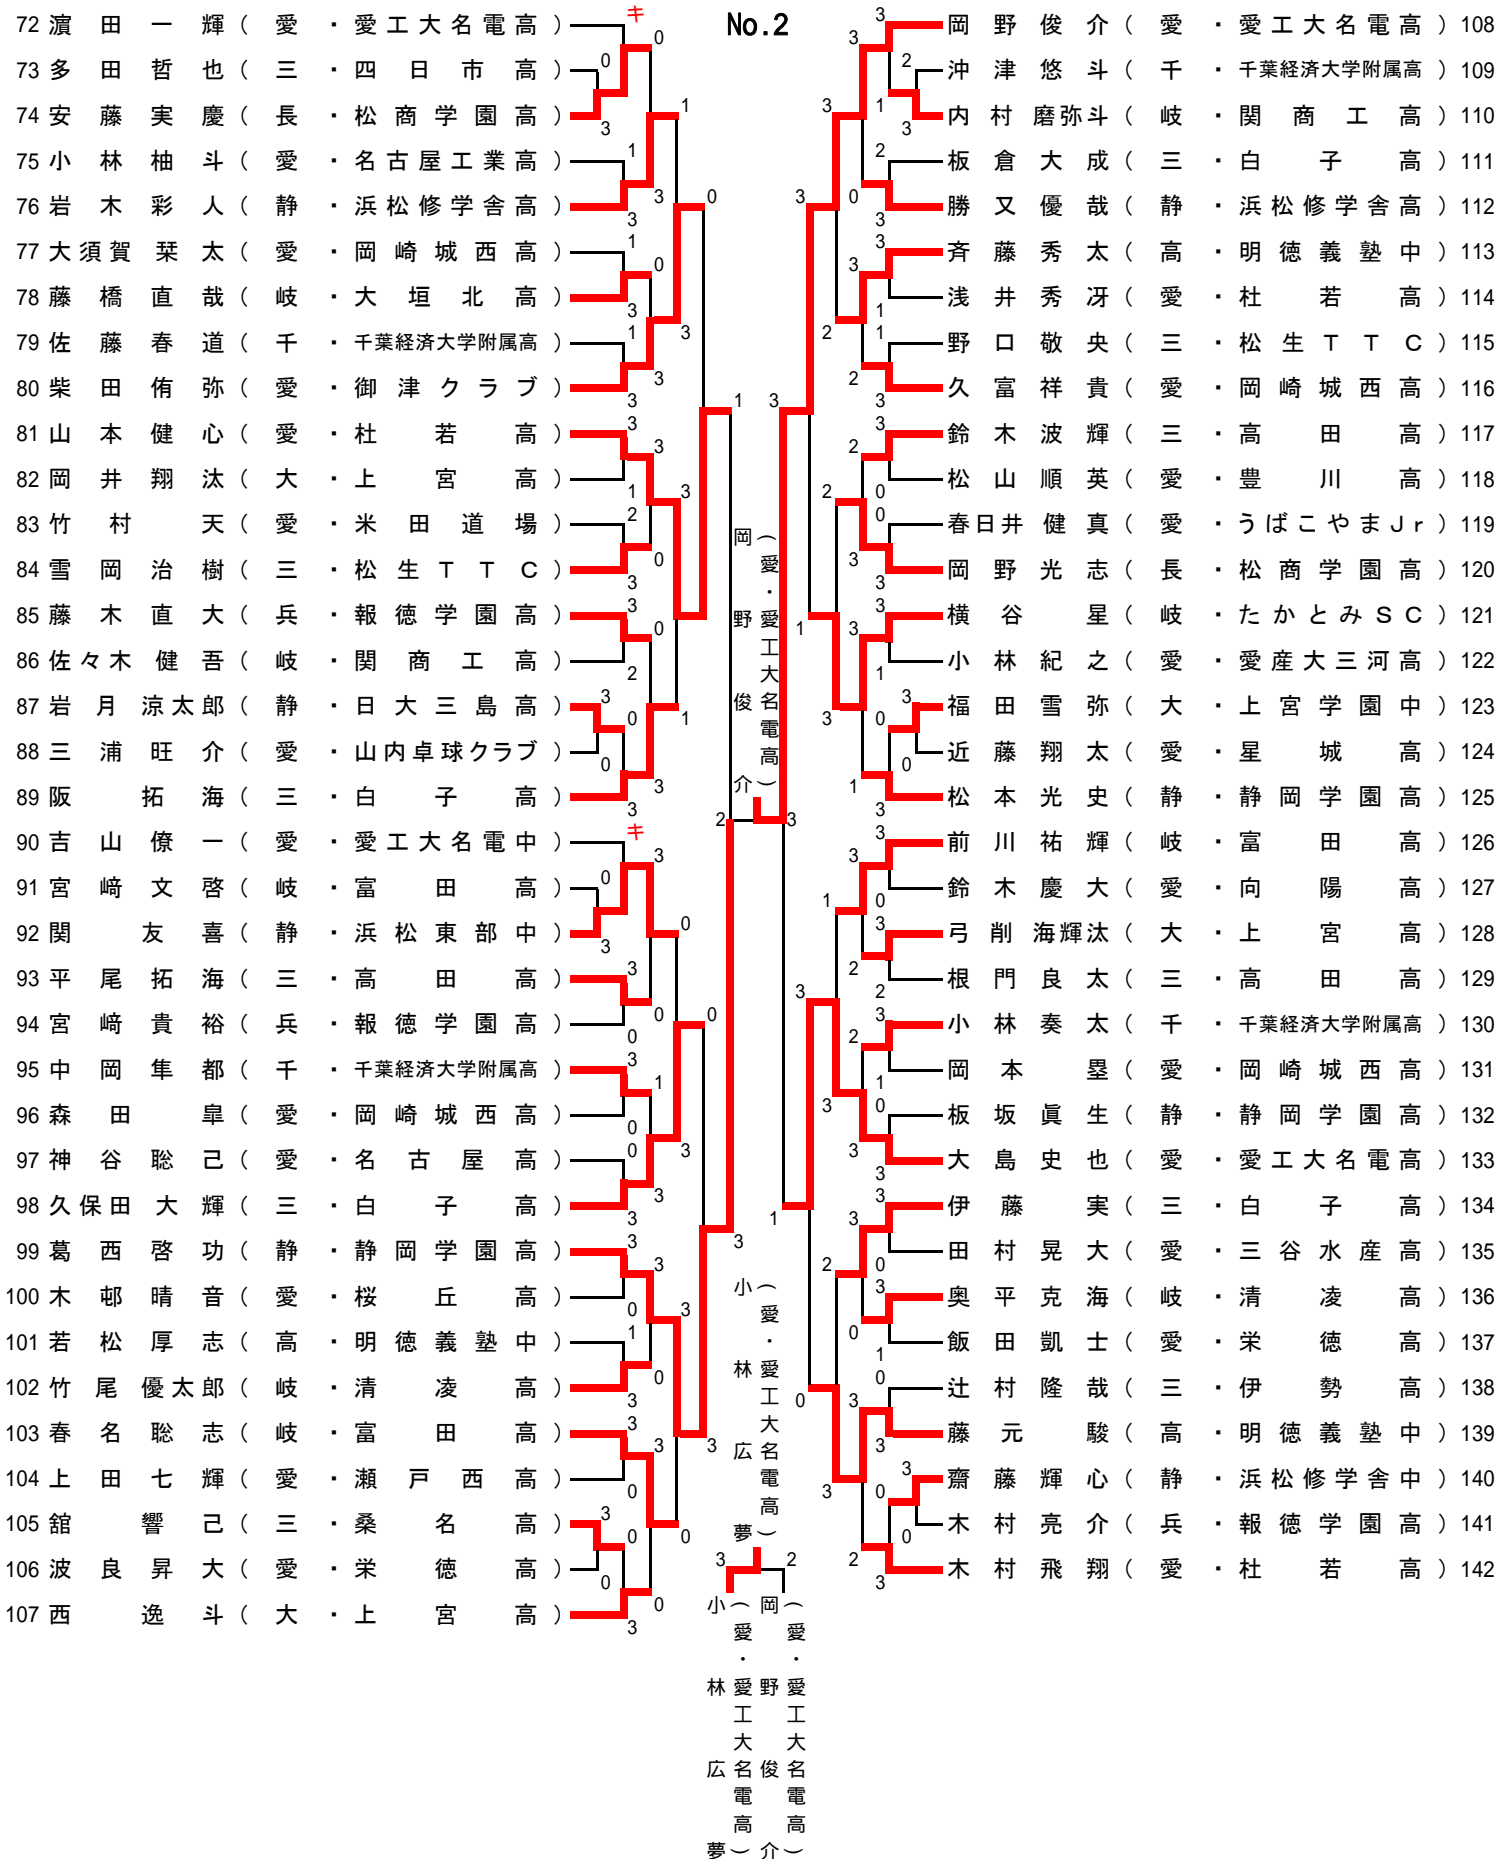 No.2
72 濵田一輝（愛・愛工大名電高）
73 多田哲也（三・四日市高）
74 安藤実慶（長・松商学園高）
75 小林柚斗（愛・名古屋工業高）
76 岩木彩人（静・浜松修学舎高）
77 大須賀栞太（愛・岡崎城西高）
78 藤橋直哉（岐・大垣北高）
79 佐藤春道（千・千葉経済大学附属高）
80 柴田侑弥（愛・御津クラブ）
81 山本健心（愛・杜若高）
82 岡井翔汰（大・上宮高）
83 竹村天（愛・米田道場）
84 雪岡治樹（三・松生ＴＴＣ）
85 藤木直大（兵・報徳学園高）
86 佐々木健吾（岐・関商工高）
87 岩月涼太郎（静・日大三島高）
88 三浦旺介（愛・山内卓球クラブ）
89 阪拓海（三・白子高）
90 吉山僚一（愛・愛工大名電中）
91 宮﨑文啓（岐・富田高）
92 関友喜（静・浜松東部中）
93 平尾拓海（三・高田高）
94 宮﨑貴裕（兵・報徳学園高）
95 中岡隼都（千・千葉経済大学附属高）
96 森田皐（愛・岡崎城西高）
97 神谷聡己（愛・名古屋高）
98 久保田大輝（三・白子高）
99 葛西啓功（静・静岡学園高）
100 木邨晴音（愛・桜丘高）
101 若松厚志（高・明徳義塾中）
102 竹尾優太郎（岐・清凌高）
103 春名聡志（岐・富田高）
104 上田七輝（愛・瀬戸西高）
105 舘響己（三・桑名高）
106 波良昇大（愛・栄徳高）
107 西逸斗（大・上宮高）
岡野俊介（愛・愛工大名電高）108
沖津悠斗（千・千葉経済大学附属高）109
内村磨弥斗（岐・関商工高）110
板倉大成（三・白子高）111
勝又優哉（静・浜松修学舎高）112
斉藤秀太（高・明徳義塾中）113
浅井秀冴（愛・杜若高）114
野口敬央（三・松生ＴＴＣ）115
久富祥貴（愛・岡崎城西高）116
鈴木波輝（三・高田高）117
松山順英（愛・豊川高）118
春日井健真（愛・うばこやまＪｒ）119
岡野光志（長・松商学園高）120
横谷星（岐・たかとみＳＣ）121
小林紀之（愛・愛産大三河高）122
福田雪弥（大・上宮学園中）123
近藤翔太（愛・星城高）124
松本光史（静・静岡学園高）125
前川祐輝（岐・富田高）126
鈴木慶大（愛・向陽高）127
弓削海輝汰（大・上宮高）128
根門良太（三・高田高）129
小林奏太（千・千葉経済大学附属高）130
岡本塁（愛・岡崎城西高）131
板坂眞生（静・静岡学園高）132
大島史也（愛・愛工大名電高）133
伊藤実（三・白子高）134
田村晃大（愛・三谷水産高）135
奥平克海（岐・清凌高）136
飯田凱士（愛・栄徳高）137
辻村隆哉（三・伊勢高）138
藤元駿（高・明徳義塾中）139
齋藤輝心（静・浜松修学舎中）140
木村亮介（兵・報徳学園高）141
木村飛翔（愛・杜若高）142
キ
キ
岡野俊介（愛・愛工大名電高）
小林広夢（愛・愛工大名電高）
3 2
小林広夢（愛・愛工大名電高）
岡野俊介（愛・愛工大名電高）